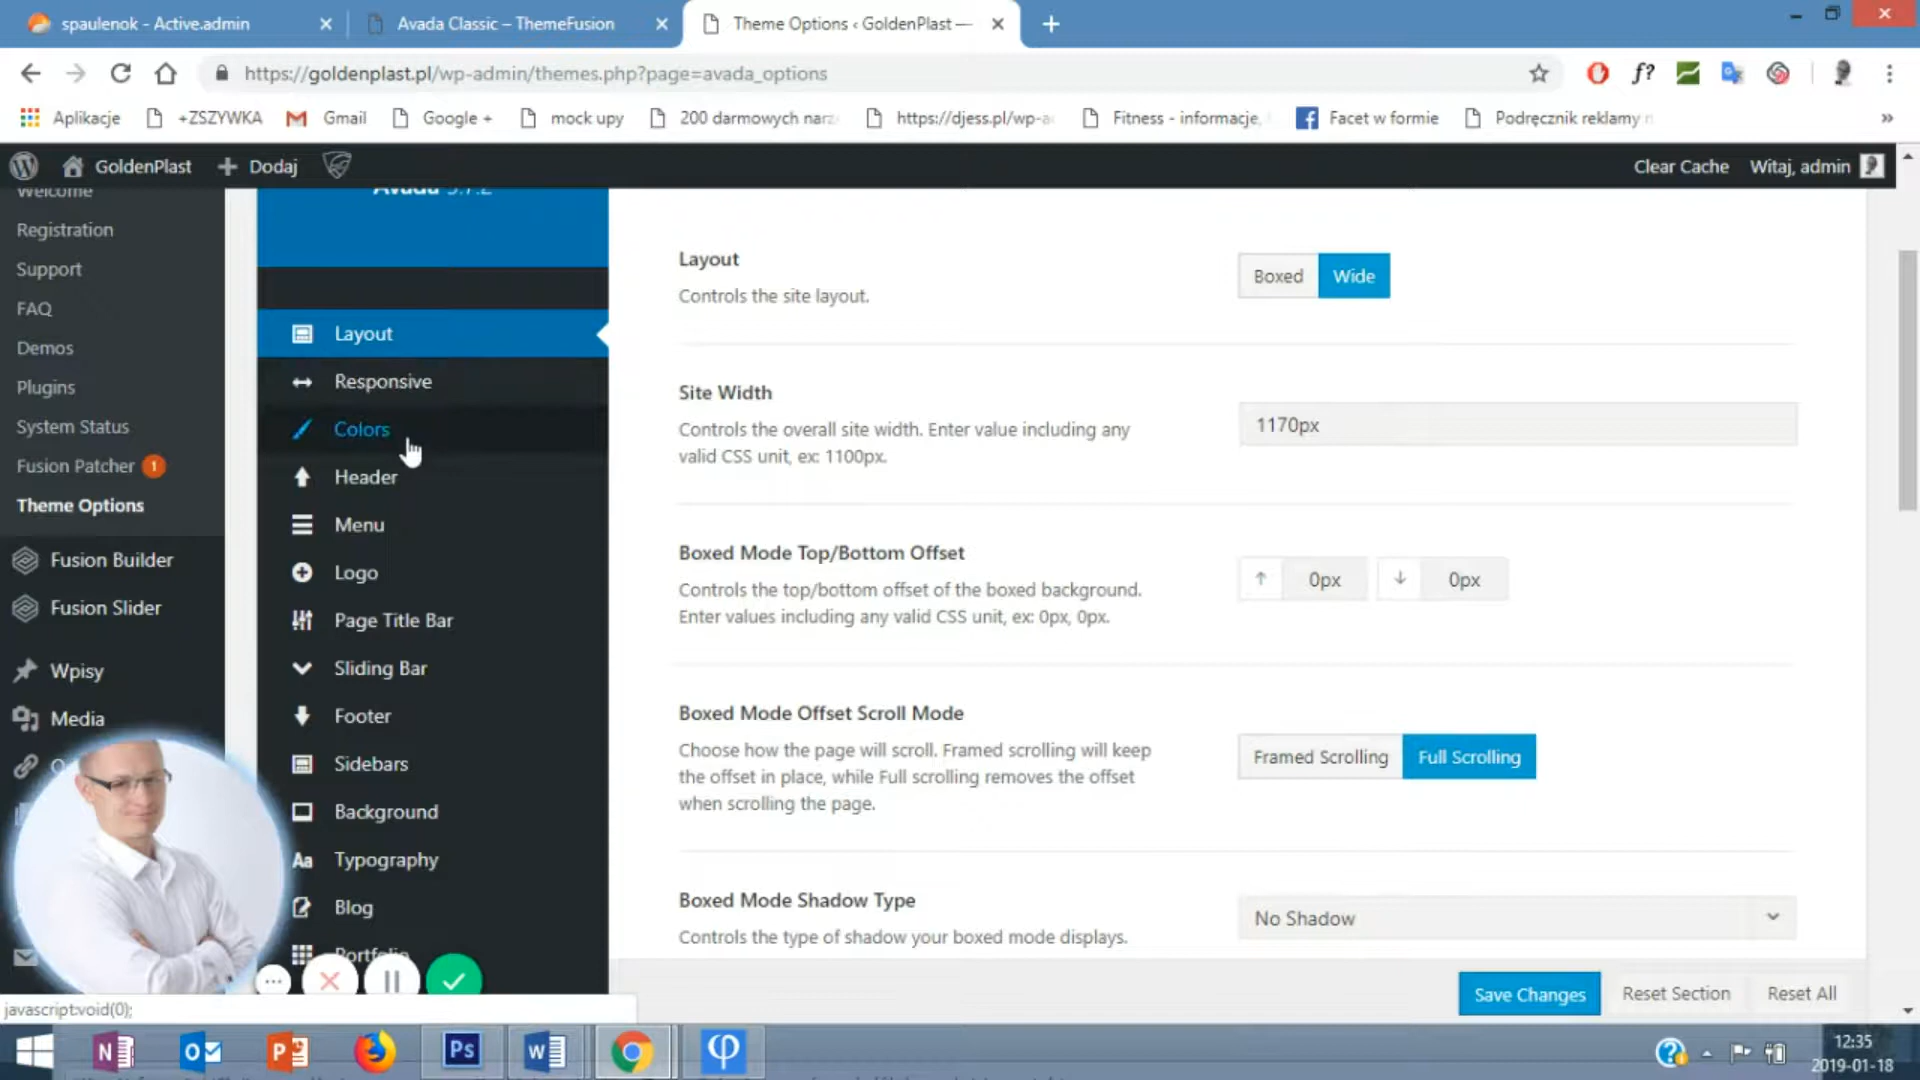 spaulenok - Active.admin
Avada Classic – ThemeFusion
Theme Options ‹ GoldenPlast —
https://goldenplast.pl/wp-admin/themes.php?page=avada_options
Aplikacje
+ZSZYWKA
Gmail
Google +
mock upy
200 darmowych narz
https://djess.pl/wp-a
Fitness - informacje,
Facet w formie
Podręcznik reklamy
GoldenPlast
Dodaj
Clear Cache
Witaj, admin
Welcome
Registration
Support
FAQ
Demos
Plugins
System Status
Fusion Patcher 1
Theme Options
Fusion Builder
Fusion Slider
Wpisy
Media
Avada 5.7.2
Layout
Responsive
Colors
Header
Menu
Logo
Page Title Bar
Sliding Bar
Footer
Sidebars
Background
Aa Typography
Blog
Portfolio
Layout
Controls the site layout.
Boxed
Wide
Site Width
Controls the overall site width. Enter value including any
valid CSS unit, ex: 1100px.
1170px
Boxed Mode Top/Bottom Offset
Controls the top/bottom offset of the boxed background.
Enter values including any valid CSS unit, ex: 0px, 0px.
0px
0px
Boxed Mode Offset Scroll Mode
Choose how the page will scroll. Framed scrolling will keep
the offset in place, while Full scrolling removes the offset
when scrolling the page.
Framed Scrolling
Full Scrolling
Boxed Mode Shadow Type
Controls the type of shadow your boxed mode displays.
No Shadow
Save Changes
Reset Section
Reset All
javascript:void(0);
12:35
2019-01-18